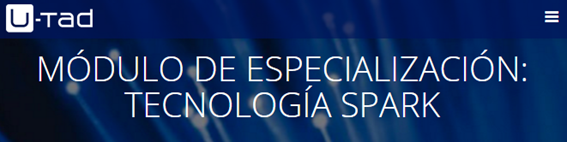 U-tad
MÓDULO DE ESPECIALIZACIÓN:
TECNOLOGÍA SPARK